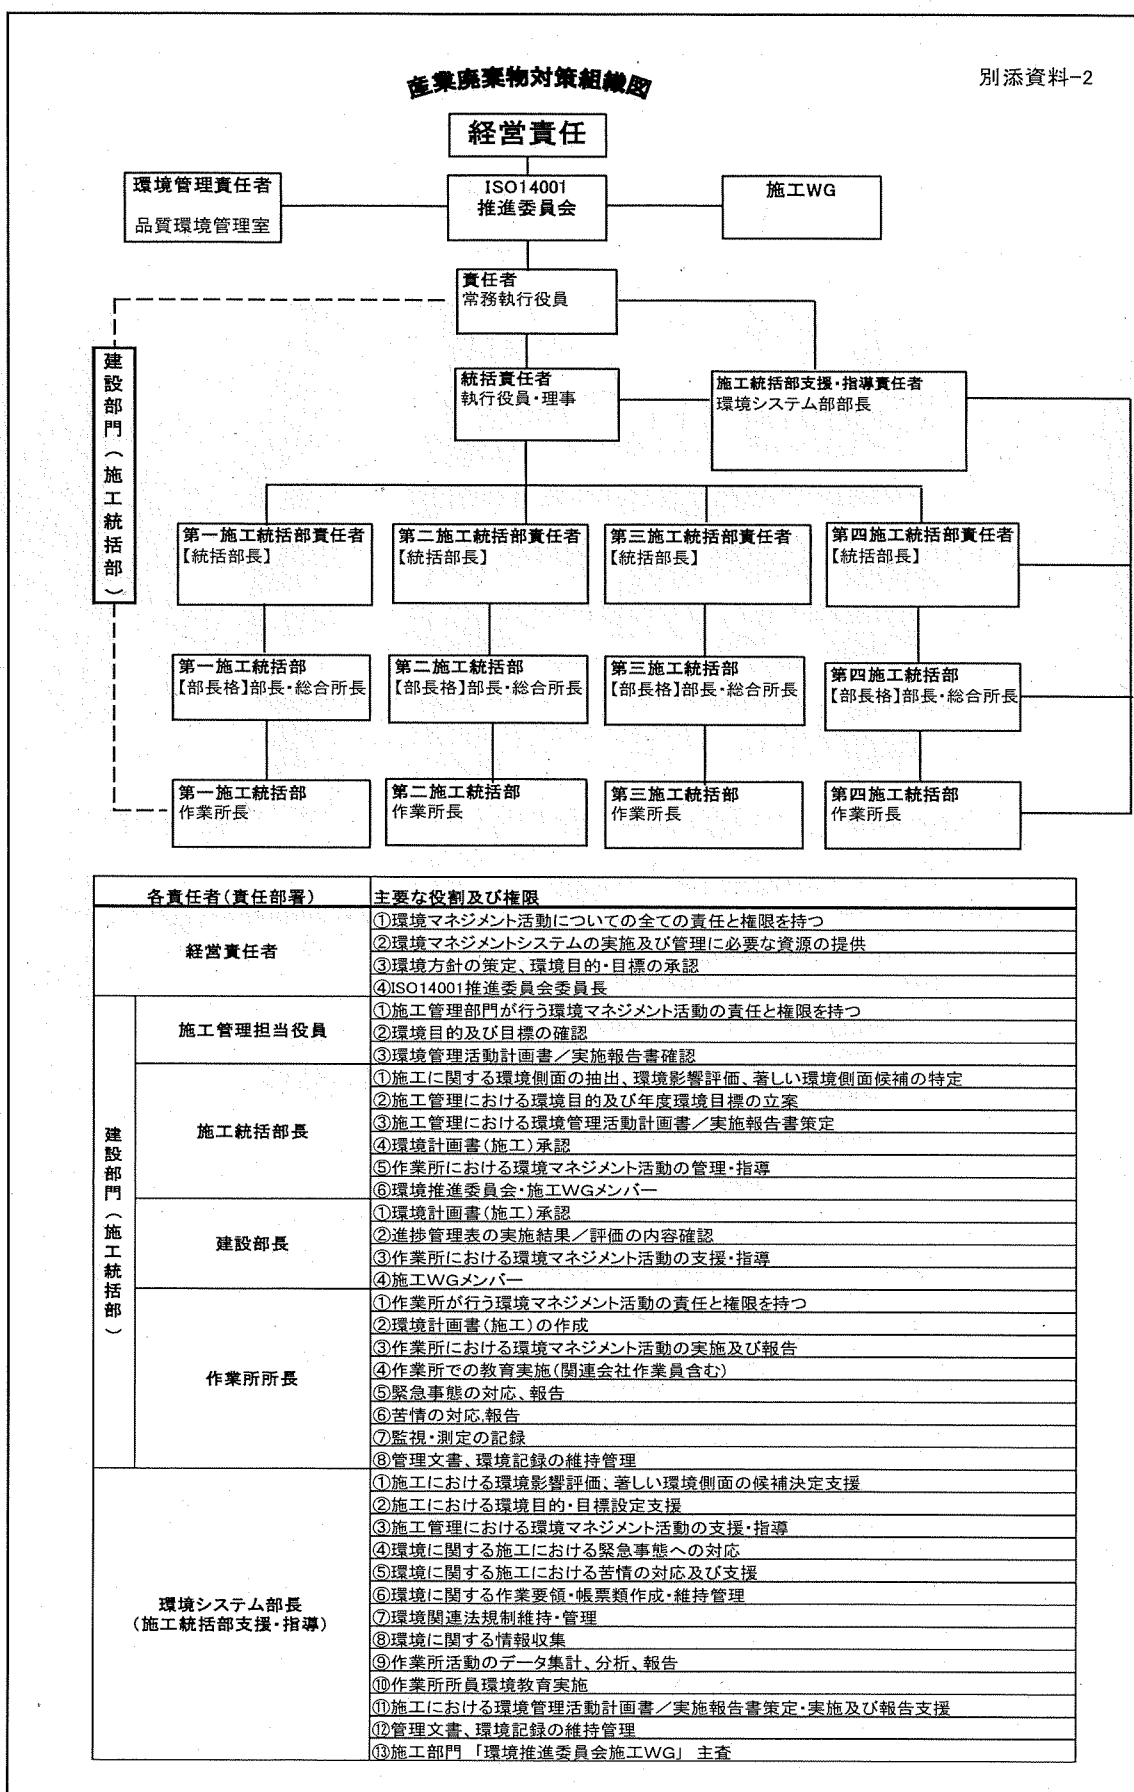 別添資料-2
産業廃棄物対策組織図
経営責任
環境管理責任者
品質環境管理室
ISO14001
推進委員会
施工WG
責任者
常務執行役員
建設部門(施工統括部)
統括責任者
執行役員・理事
施工統括部支援・指導責任者
環境システム部部長
第一施工統括部責任者
【統括部長】
第二施工統括部責任者
【統括部長】
第三施工統括部責任者
【統括部長】
第四施工統括部責任者
【統括部長】
第一施工統括部
【部長格】部長・総合所長
第二施工統括部
【部長格】部長・総合所長
第三施工統括部
【部長格】部長・総合所長
第四施工統括部
【部長格】部長・総合所長
第一施工統括部
作業所長
第二施工統括部
作業所長
第三施工統括部
作業所長
第四施工統括部
作業所長
各責任者(責任部署)
主要な役割及び権限
経営責任者
①環境マネジメント活動についての全ての責任と権限を持つ
②環境マネジメントシステムの実施及び管理に必要な資源の提供
③環境方針の策定、環境目的・目標の承認
④ISO14001推進委員会委員長
建設部門(施工統括部)
施工管理担当役員
①施工管理部門が行う環境マネジメント活動の責任と権限を持つ
②環境目的及び目標の確認
③環境管理活動計画書/実施報告書確認
施工統括部長
①施工に関する環境側面の抽出、環境影響評価、著しい環境側面候補の特定
②施工管理における環境目的及び年度環境目標の立案
③施工管理における環境管理活動計画書/実施報告書策定
④環境計画書(施工)承認
⑤作業所における環境マネジメント活動の管理・指導
⑥環境推進委員会・施工WGメンバー
建設部長
①環境計画書(施工)承認
②進捗管理表の実施結果/評価の内容確認
③作業所における環境マネジメント活動の支援・指導
④施工WGメンバー
作業所所長
①作業所が行う環境マネジメント活動の責任と権限を持つ
②環境計画書(施工)の作成
③作業所における環境マネジメント活動の実施及び報告
④作業所での教育実施(関連会社作業員含む)
⑤緊急事態の対応、報告
⑥苦情の対応,報告
⑦監視・測定の記録
⑧管理文書、環境記録の維持管理
環境システム部長
(施工統括部支援・指導)
①施工における環境影響評価、著しい環境側面の候補決定支援
②施工における環境目的・目標設定支援
③施工管理における環境マネジメント活動の支援・指導
④環境に関する施工における緊急事態への対応
⑤環境に関する施工における苦情の対応及び支援
⑥環境に関する作業要領・帳票類作成・維持管理
⑦環境関連法規制維持・管理
⑧環境に関する情報収集
⑨作業所活動のデータ集計、分析、報告
⑩作業所所員環境教育実施
⑪施工における環境管理活動計画書/実施報告書策定・実施及び報告支援
⑫管理文書、環境記録の維持管理
⑬施工部門 「環境推進委員会施工WG」 主査